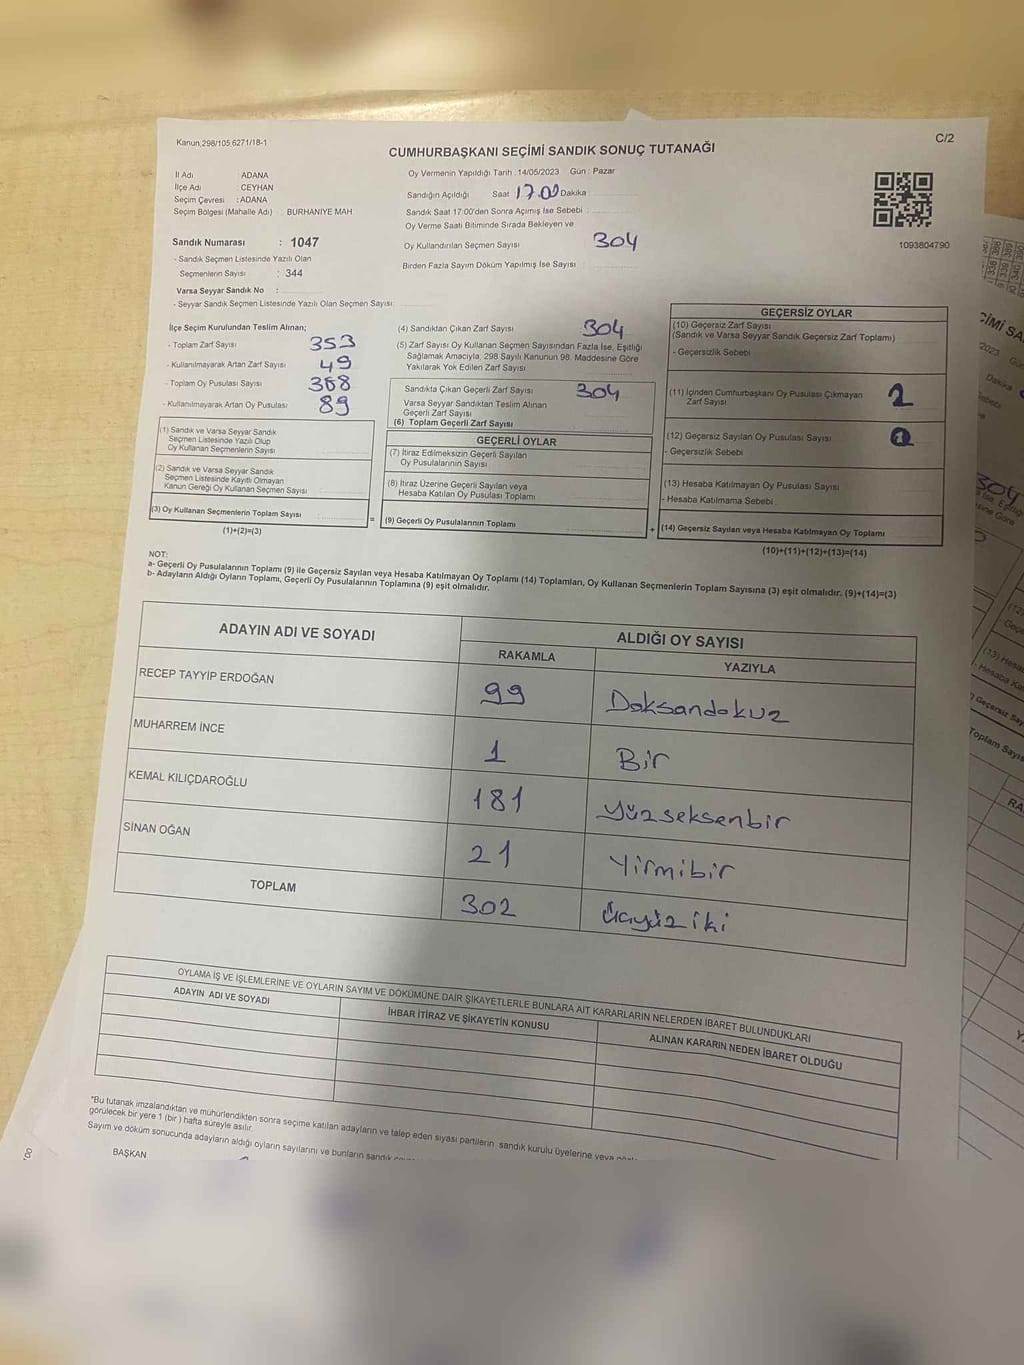 Kanun:298/105;6271/18-1
C/2
CUMHURBAŞKANI SEÇİMİ SANDIK SONUÇ TUTANAĞI
İl Adı ADANA
İlçe Adı : CEYHAN
Seçim Çevresi : ADANA
Seçim Bölgesi (Mahalle Adı) : BURHANIYE MAH
Sandık Numarası : 1047
- Sandık Seçmen Listesinde Yazılı Olan
Seçmenlerin Sayısı : 344
Varsa Seyyar Sandık No :
- Seyyar Sandık Seçmen Listesinde Yazılı Olan Seçmen Sayısı
Oy Vermenin Yapıldığı Tarih : 14/05/2023 Gün : Pazar
Sandığın Açıldığı Saat 17.00 Dakika
Sandık Saat 17:00'den Sonra Açımış İse Sebebi :
Oy Verme Saati Bitiminde Sırada Bekleyen ve
Oy Kullandırılan Seçmen Sayısı 304
Birden Fazla Sayım Döküm Yapılmış İse Sayısı
1093804790
İlçe Seçim Kurulundan Teslim Alınan;
- Toplam Zarf Sayısı 353
- Kullanılmayarak Artan Zarf Sayısı 49
- Toplam Oy Pusulası Sayısı 368
- Kullanılmayarak Artan Oy Pusulası 89
(1) Sandık ve Varsa Seyyar Sandık
Seçmen Listesinde Yazılı Olup
Oy Kullanan Seçmenlerin Sayısı
(2) Sandık ve Varsa Seyyar Sandık
Seçmen Listesinde Kayıtlı Olmayan
Kanun Gereği Oy Kullanan Seçmen Sayısı
(3) Oy Kullanan Seçmenlerin Toplam Sayısı
(1)+(2)=(3)
=
(4) Sandıktan Çıkan Zarf Sayısı 304
(5) Zarf Sayısı Oy Kullanan Seçmen Sayısından Fazla İse, Eşitliği
Sağlamak Amacıyla, 298 Sayılı Kanunun 98. Maddesine Göre
Yakılarak Yok Edilen Zarf Sayısı
Sandıkta Çıkan Geçerli Zarf Sayısı 304
Varsa Seyyar Sandıktan Teslim Alınan
Geçerli Zarf Sayısı
(6) Toplam Geçerli Zarf Sayısı
GEÇERLİ OYLAR
(7) İtiraz Edilmeksizin Geçerli Sayılan
Oy Pusulalarının Sayısı
(8) İtiraz Üzerine Geçerli Sayılan veya
Hesaba Katılan Oy Pusulası Toplamı
(9) Geçerli Oy Pusulalarının Toplamı
+
GEÇERSİZ OYLAR
(10) Geçersiz Zarf Sayısı
(Sandık ve Varsa Seyyar Sandık Geçersiz Zarf Toplamı)
- Geçersizlik Sebebi
(11) İçinden Cumhurbaşkanı Oy Pusulası Çıkmayan
Zarf Sayısı 2
(12) Geçersiz Sayılan Oy Pusulası Sayısı
- Geçersizlik Sebebi
(13) Hesaba Katılmayan Oy Pusulası Sayısı
- Hesaba Katılmama Sebebi
(14) Geçersiz Sayılan veya Hesaba Katılmayan Oy Toplamı
(10)+(11)+(12)+(13)=(14)
NOT:
a- Geçerli Oy Pusulalarının Toplamı (9) ile Geçersiz Sayılan veya Hesaba Katılmayan Oy Toplamı (14) Toplamları, Oy Kullanan Seçmenlerin Toplam Sayısına (3) eşit olmalıdır. (9)+(14)=(3)
b- Adayların Aldığı Oyların Toplamı, Geçerli Oy Pusulalarının Toplamına (9) eşit olmalıdır.
ADAYIN ADI VE SOYADI ALDIĞI OY SAYISI
RAKAMLA YAZIYLA
RECEP TAYYİP ERDOĞAN 99 Doksandokuz
MUHARREM İNCE 1 Bir
KEMAL KILIÇDAROĞLU 181 Yüzseksenbir
SİNAN OĞAN 21 Yirmibir
TOPLAM 302 Üçyüz iki
OYLAMA İŞ VE İŞLEMLERİNE VE OYLARIN SAYIM VE DÖKÜMÜNE DAİR ŞİKAYETLERLE BUNLARA AİT KARARLARIN NELERDEN İBARET BULUNDUKLARI
ADAYIN ADI VE SOYADI İHBAR İTİRAZ VE ŞİKAYETİN KONUSU ALINAN KARARIN NEDEN İBARET OLDUĞU
*Bu tutanak imzalandıktan ve mühürlendikten sonra seçime katılan adayların ve talep eden siyasi partilerin sandık kurulu üyelerine veya
görülecek bir yere 1 (bir) hafta süreyle asılır.
Sayım ve döküm sonucunda adayların aldığı oyların sayılarını ve bunların sandık
BAŞKAN